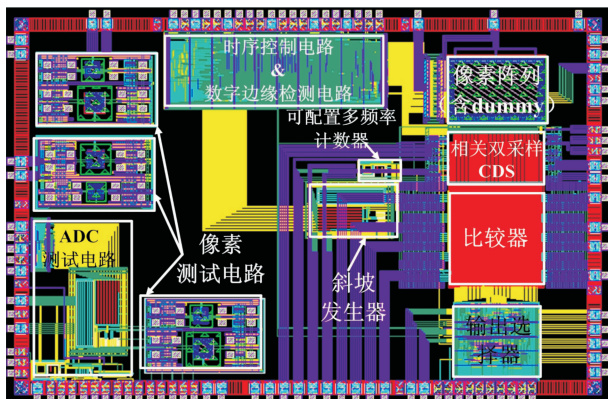 时序控制电路
&
数字边缘检测电路
像素阵列
（含dummy）
可配置多频率
计数器
相关双采样
CDS
ADC
测试电路
像素
测试电路
比较器
斜坡
发生器
输出选
择器